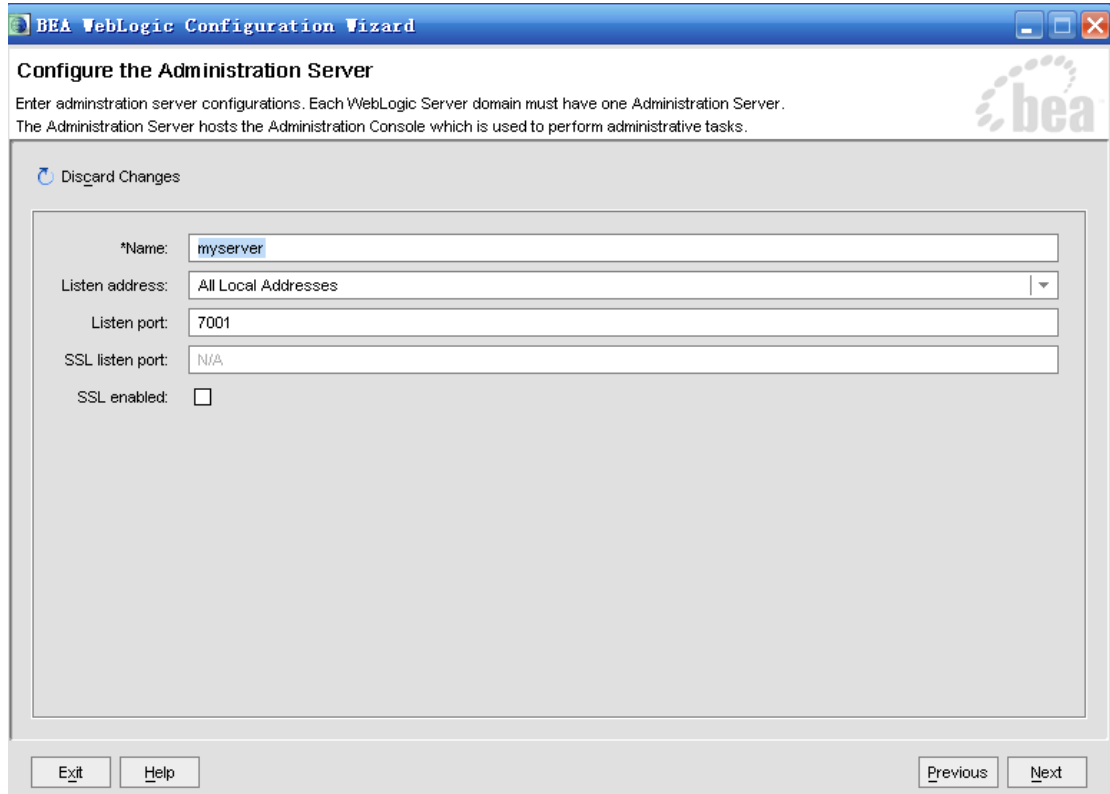 BEA WebLogic Configuration Wizard
Configure the Administration Server
Enter adminstration server configurations. Each WebLogic Server domain must have one Administration Server.
The Administration Server hosts the Administration Console which is used to perform administrative tasks.
bea
Discard Changes
*Name: myserver
Listen address: All Local Addresses
Listen port: 7001
SSL listen port: N/A
SSL enabled:
Exit Help Previous Next